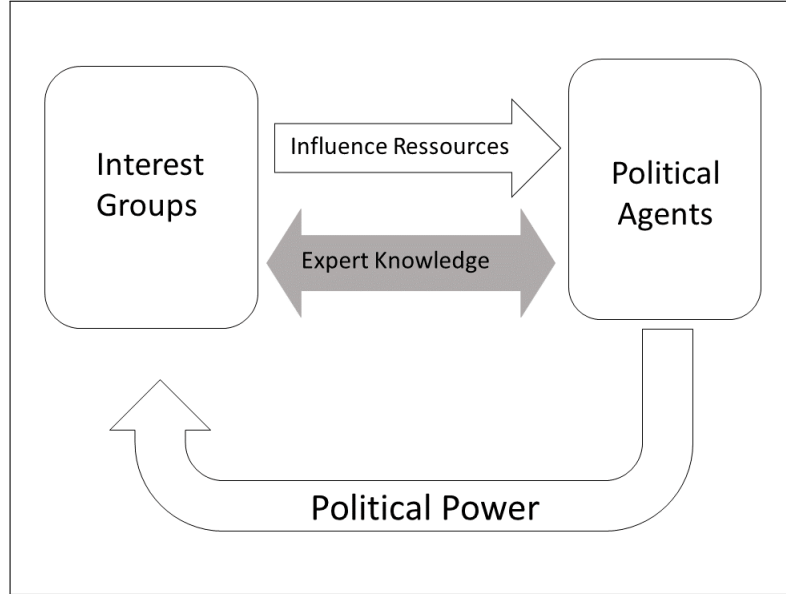 Interest
Groups
Influence Ressources
Expert Knowledge
Political
Agents
Political Power